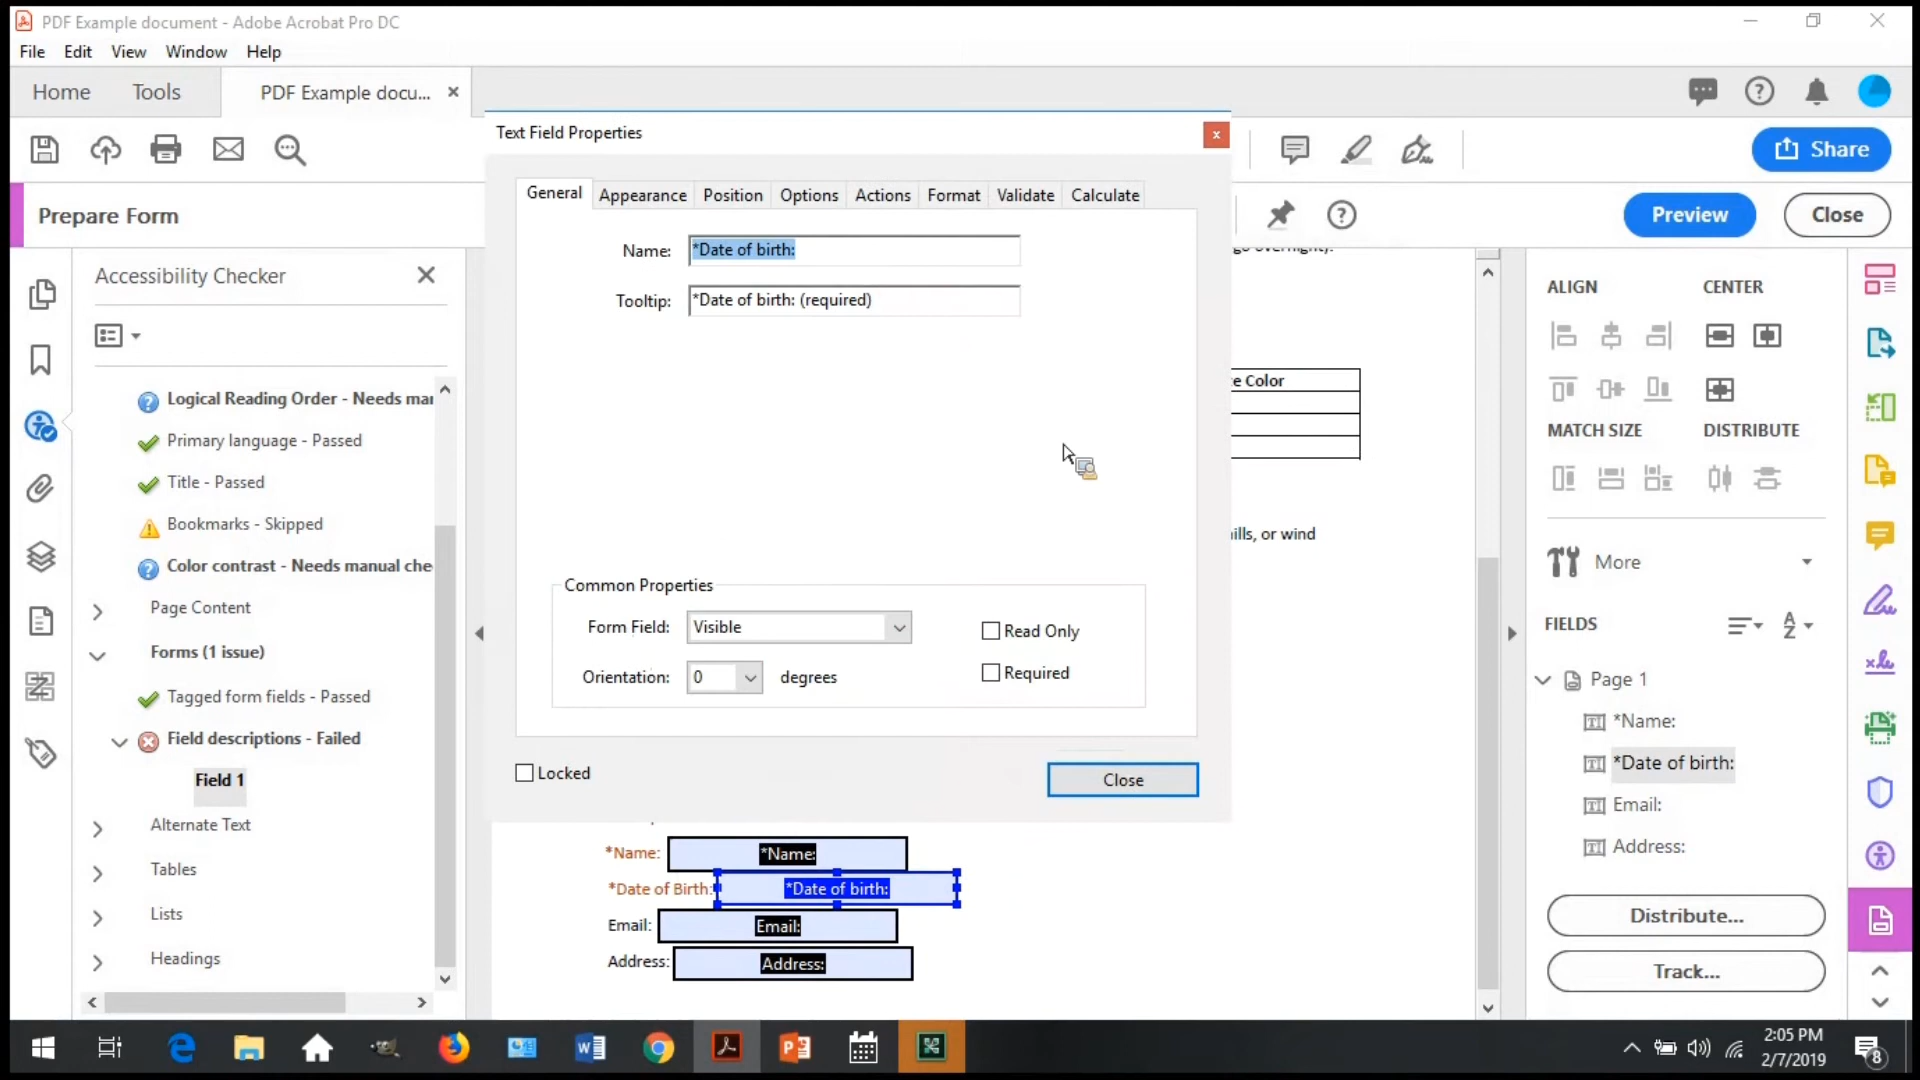 PDF Example document - Adobe Acrobat Pro DC
File Edit View Window Help
Home Tools PDF Example docu...
Share
Prepare Form
Preview
Close
Accessibility Checker
Logical Reading Order - Needs
Primary language - Passed
Title - Passed
Bookmarks - Skipped
Color contrast - Needs manual
Page Content
Forms (1 issue)
Tagged form fields - Passed
Field descriptions - Failed
Field 1
Alternate Text
Tables
Lists
Headings
Text Field Properties
General Appearance Position Options Actions Format Validate Calculate
Name: *Date of birth:
Tooltip: *Date of birth: (required)
Common Properties
Form Field: Visible
Read Only
Orientation: 0 degrees
Required
Locked
Close
Color
or wind
*Name: *Name:
*Date of Birth: *Date of birth:
Email: Email:
Address: Address:
ALIGN CENTER
MATCH SIZE DISTRIBUTE
More
FIELDS
Page 1
*Name:
*Date of birth:
Email:
Address:
Distribute...
Track...
2:05 PM
2/7/2019
8